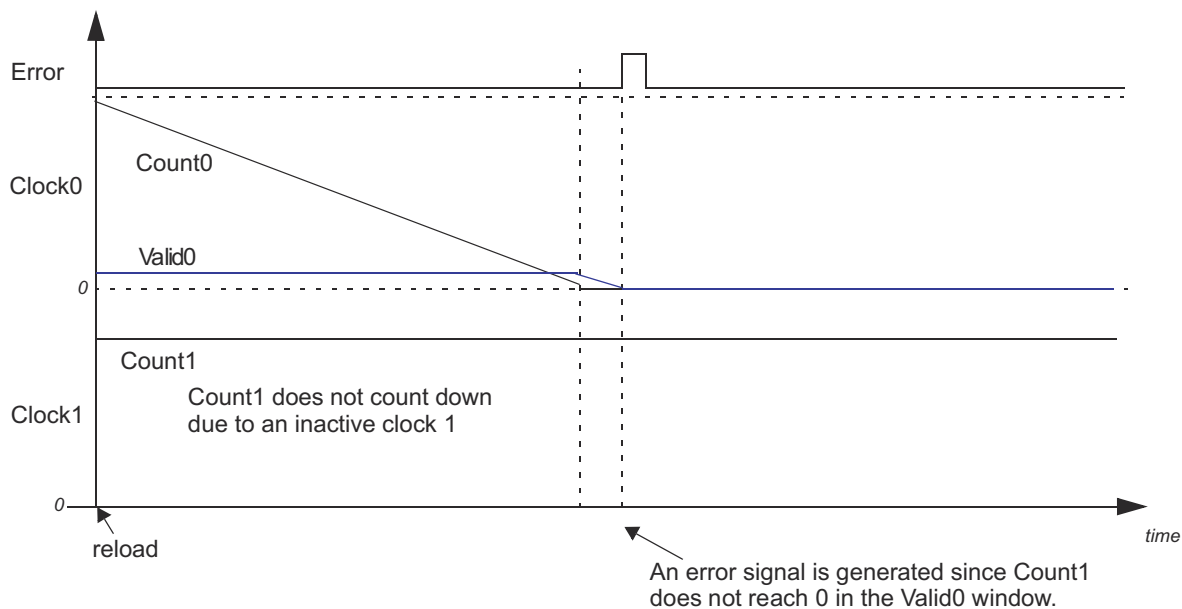 Error
Count0
Clock0
Valid0
0
Count1
Count1 does not count down
due to an inactive clock 1
Clock1
0
reload
time
An error signal is generated since Count1
does not reach 0 in the Valid0 window.